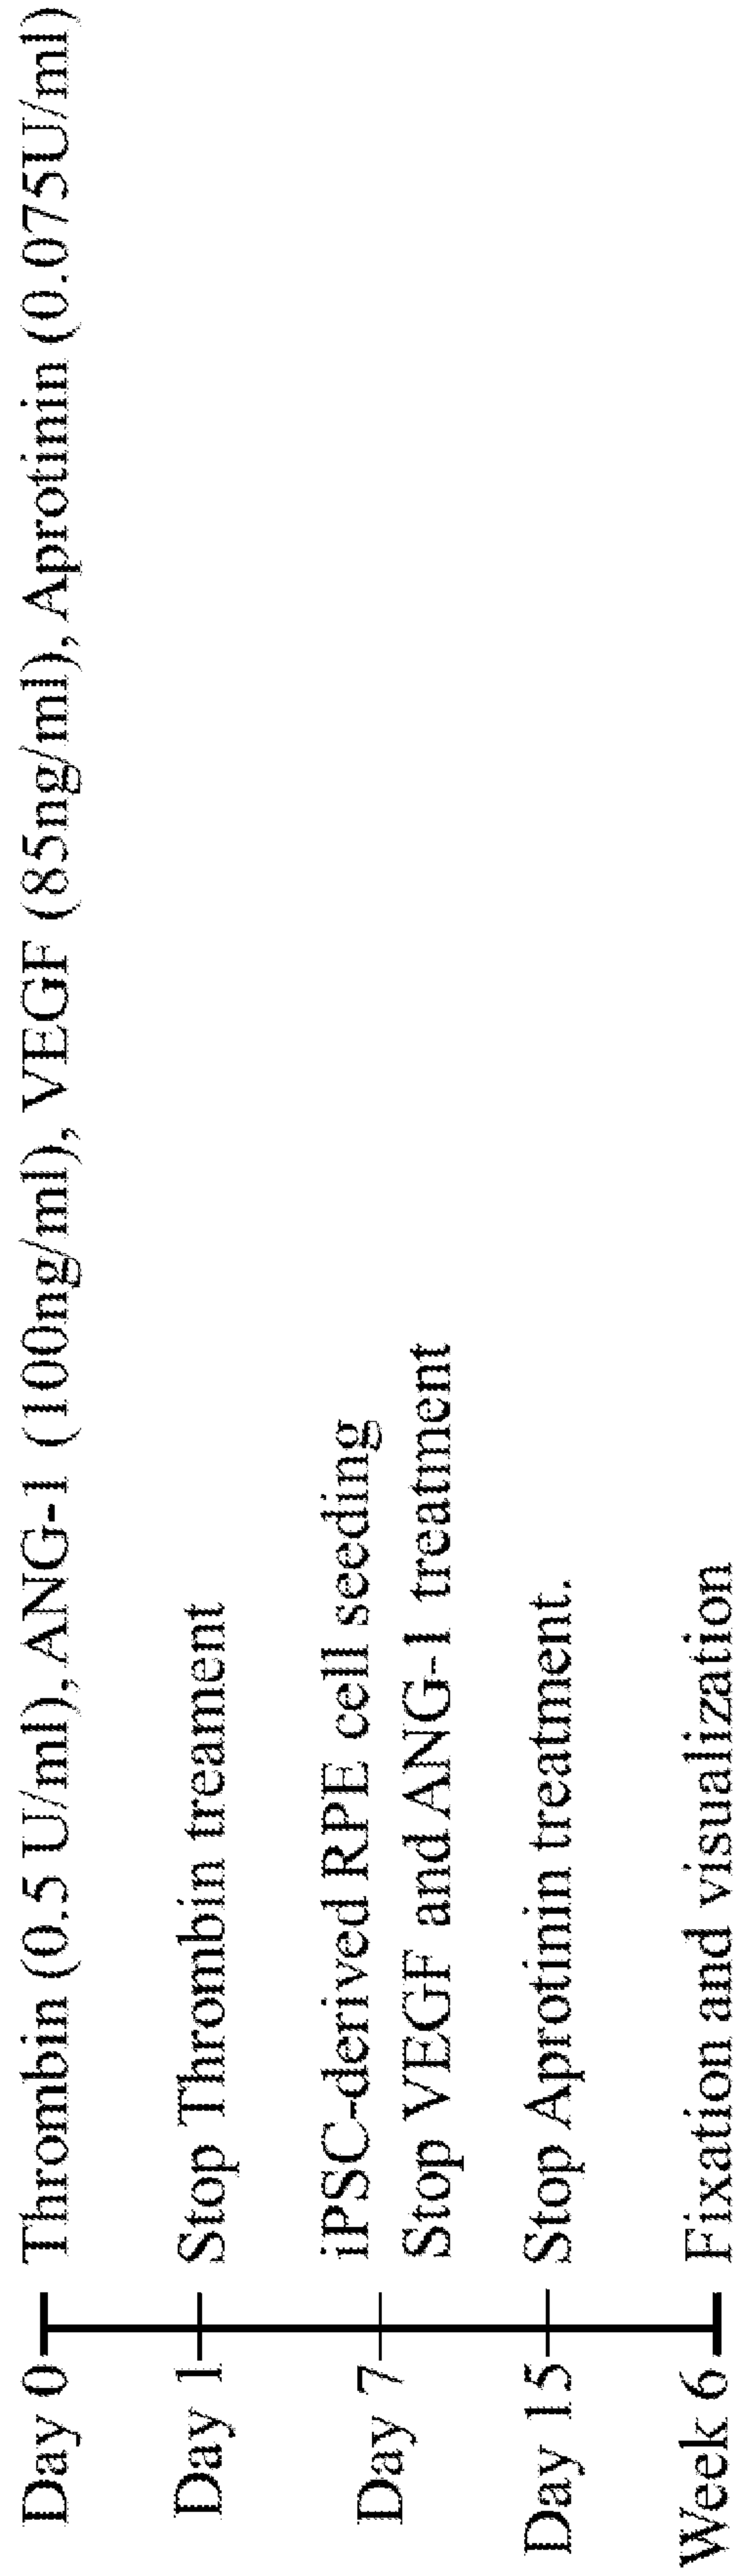 Day 0 Thrombin (0.5 U/ml), ANG-1 (100ng/ml), VEGF (85ng/ml), Aprotinin (0.075U/ml)
Day 1 Stop Thrombin treament
Day 7 iPSC-derived RPE cell seeding
Stop VEGF and ANG-1 treatment
Day 15 Stop Aprotinin treatment.
Week 6 Fixation and visualization